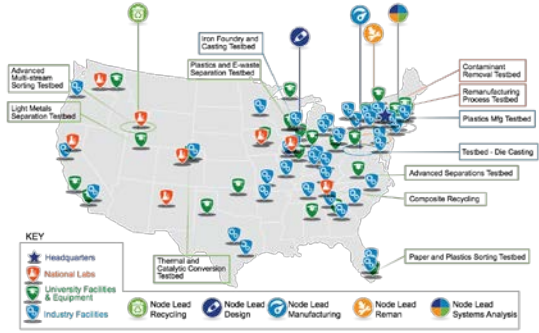 Iron Foundry and
Casting Testbed
Plastics and E-waste
Separation Testbed
Advanced
Multi-stream
Sorting Testbed
Light Metals
Separation Testbed
Contaminant
Removal Testbed
Remanufacturing
Process Testbed
Plastics Mfg Testbed
Testbed - Die Casting
Advanced Separations Testbed
Composite Recycling
Paper and Plastics Sorting Testbed
Thermal and
Catalytic Conversion
Testbed
KEY
Headquarters
National Labs
University Facilities
& Equipment
Industry Facilities
Node Lead
Recycling
Node Lead
Design
Node Lead
Manufacturing
Node Lead
Reman
Node Lead
Systems Analysis